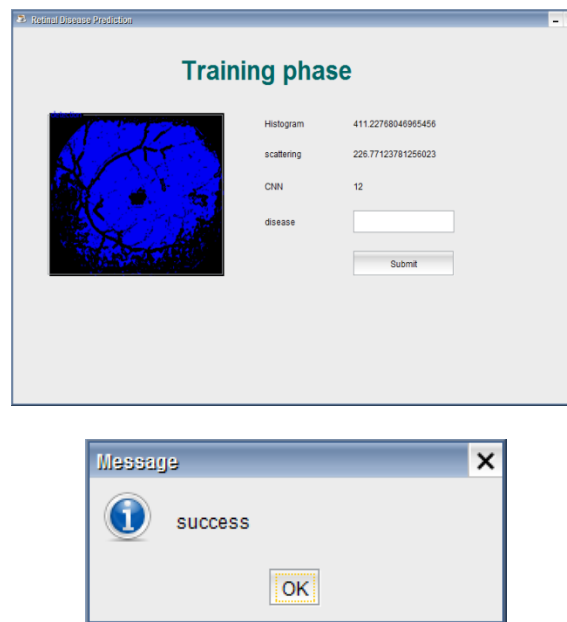 Retinal Disease Prediction
Training phase
Histogram 411.22768046965456
scattering 226.77123781256023
CNN 12
disease
Submit
Message
success
OK